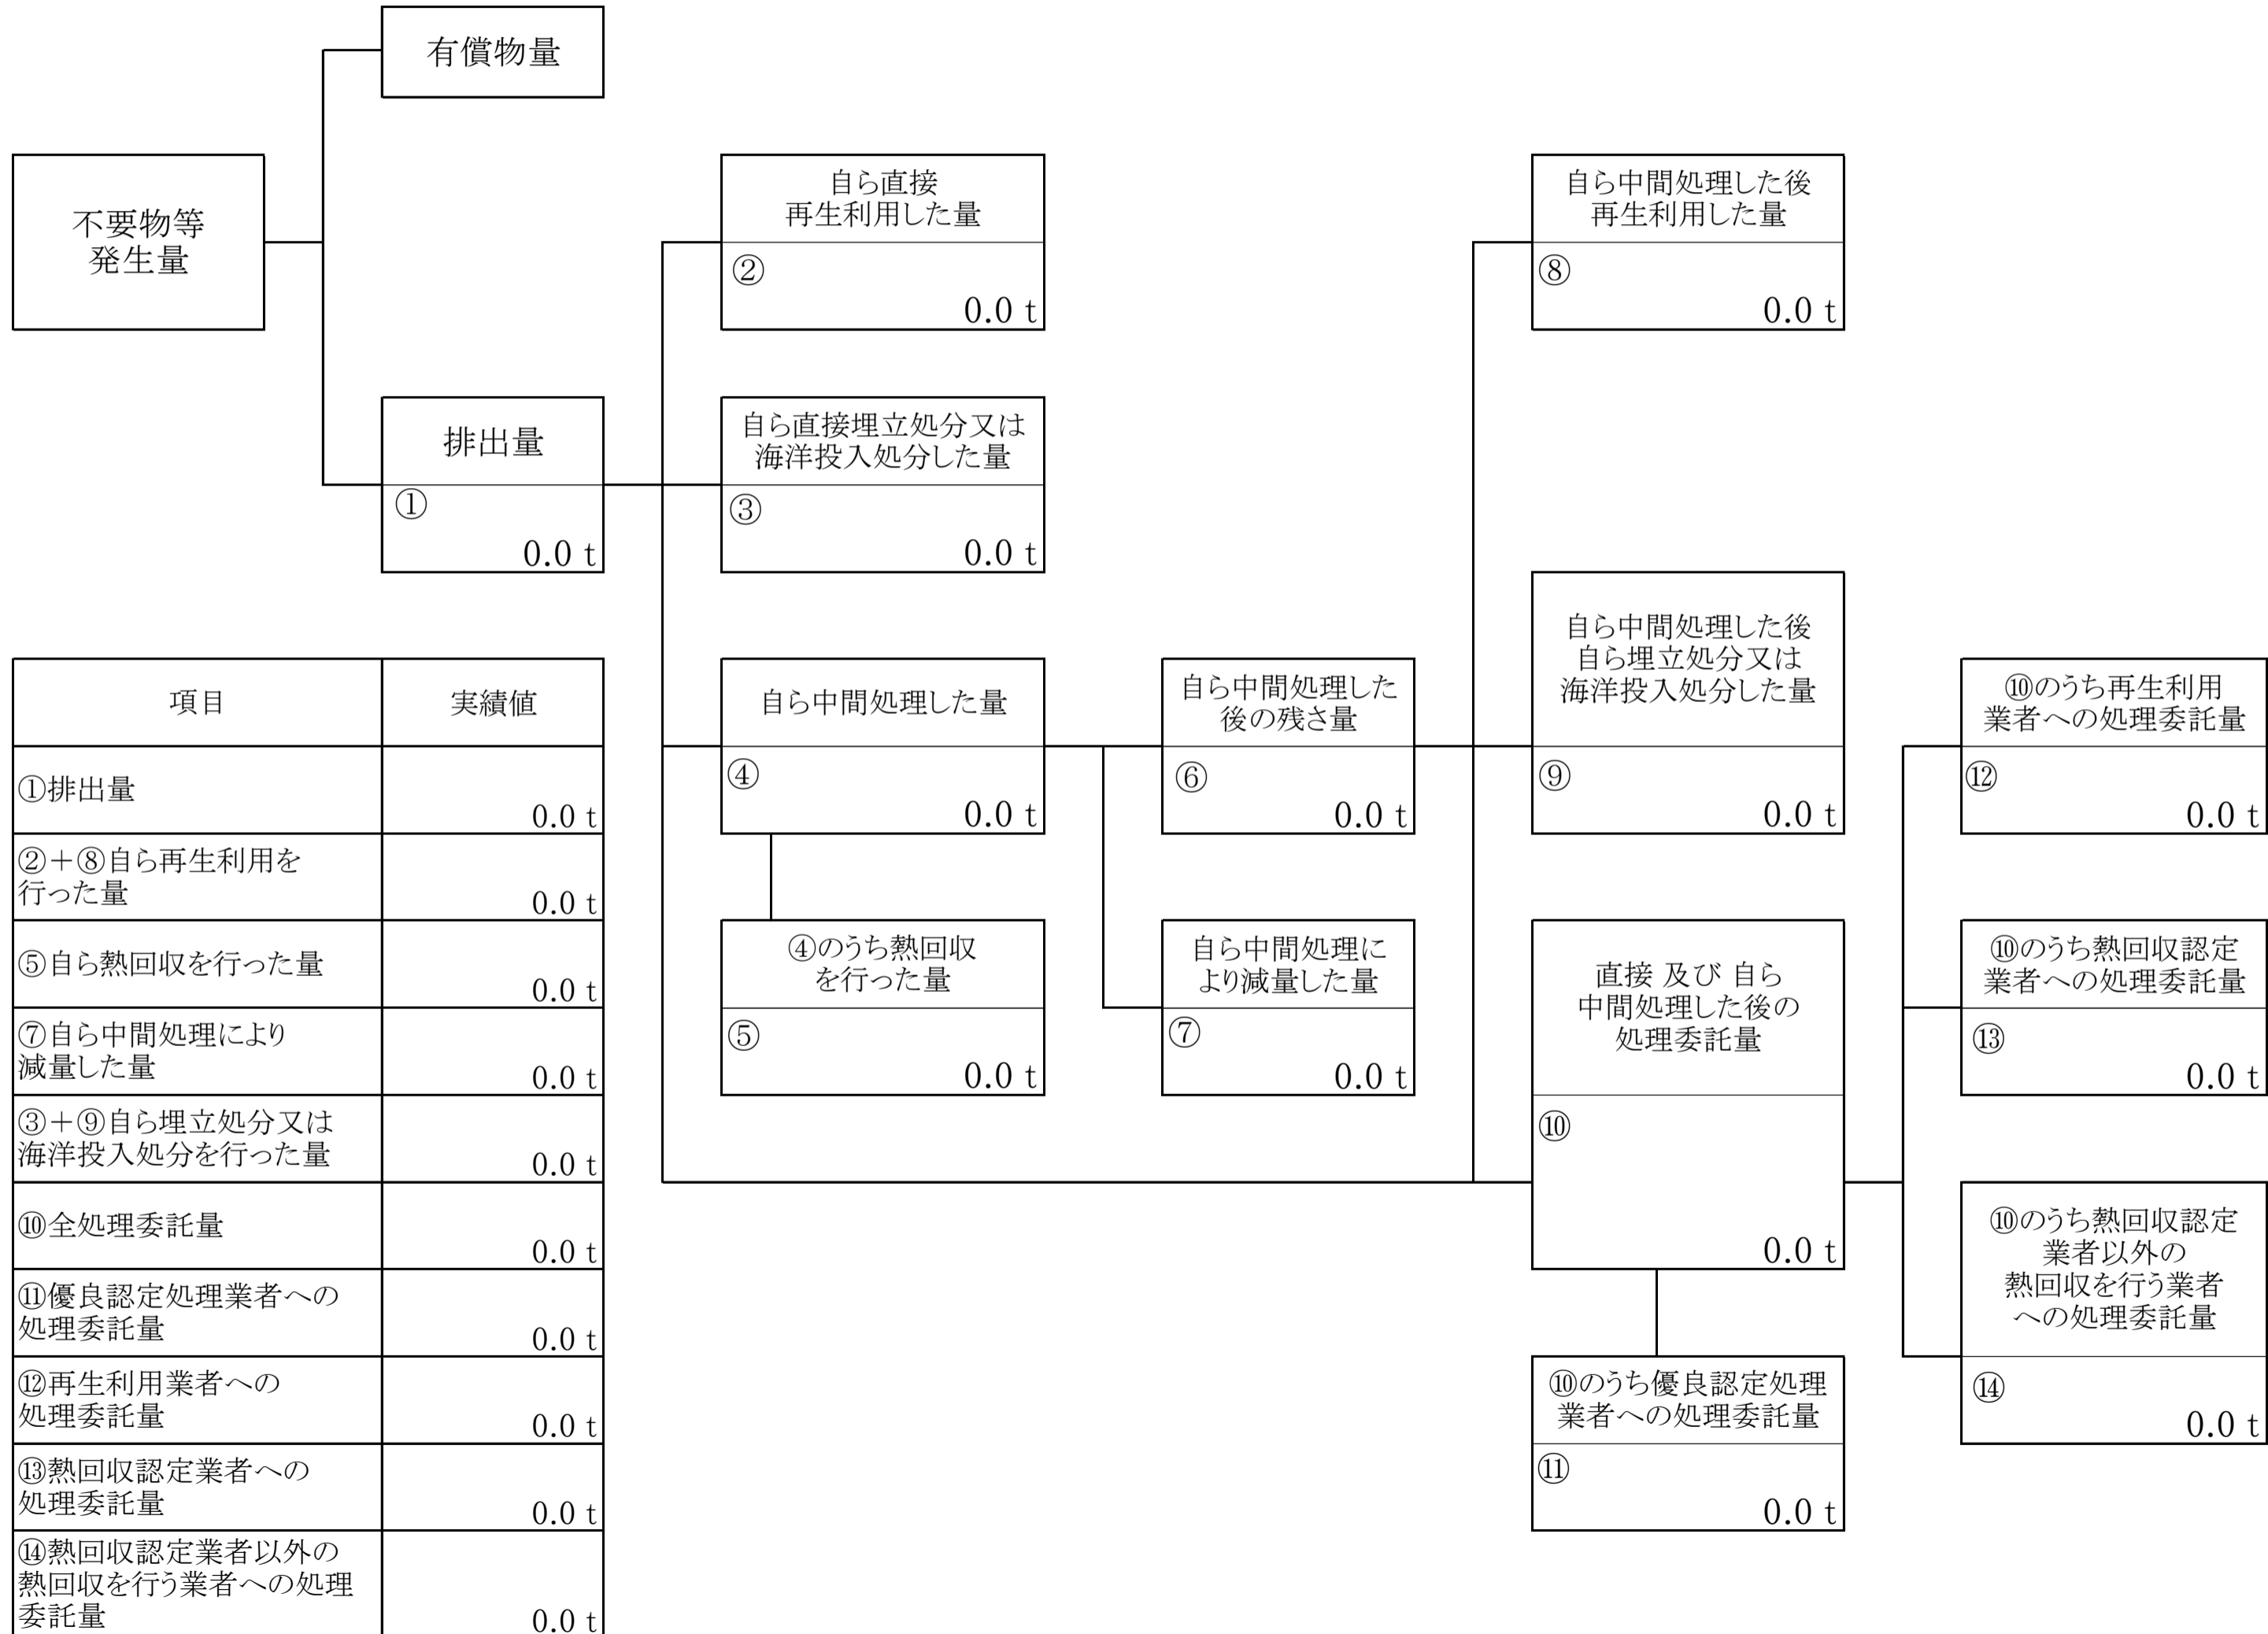 有償物量
不要物等
発生量
自ら直接
再生利用した量
②
0.0 t
自ら中間処理した後
再生利用した量
⑧
0.0 t
排出量
①
0.0 t
自ら直接埋立処分又は
海洋投入処分した量
③
0.0 t
自ら中間処理した量
④
0.0 t
自ら中間処理した
後の残さ量
⑥
0.0 t
自ら中間処理した後
自ら埋立処分又は
海洋投入処分した量
⑨
0.0 t
⑩のうち再生利用
業者への処理委託量
⑫
0.0 t
④のうち熱回収
を行った量
⑤
0.0 t
自ら中間処理に
より減量した量
⑦
0.0 t
直接 及び 自ら
中間処理した後の
処理委託量
⑩
0.0 t
⑩のうち熱回収認定
業者への処理委託量
⑬
0.0 t
⑩のうち熱回収認定
業者以外の
熱回収を行う業者
への処理委託量
⑭
0.0 t
⑩のうち優良認定処理
業者への処理委託量
⑪
0.0 t
項目 実績値
①排出量
0.0 t
②＋⑧自ら再生利用を
行った量
0.0 t
⑤自ら熱回収を行った量
0.0 t
⑦自ら中間処理により
減量した量
0.0 t
③＋⑨自ら埋立処分又は
海洋投入処分を行った量
0.0 t
⑩全処理委託量
0.0 t
⑪優良認定処理業者への
処理委託量
0.0 t
⑫再生利用業者への
処理委託量
0.0 t
⑬熱回収認定業者への
処理委託量
0.0 t
⑭熱回収認定業者以外の
熱回収を行う業者への処理
委託量
0.0 t